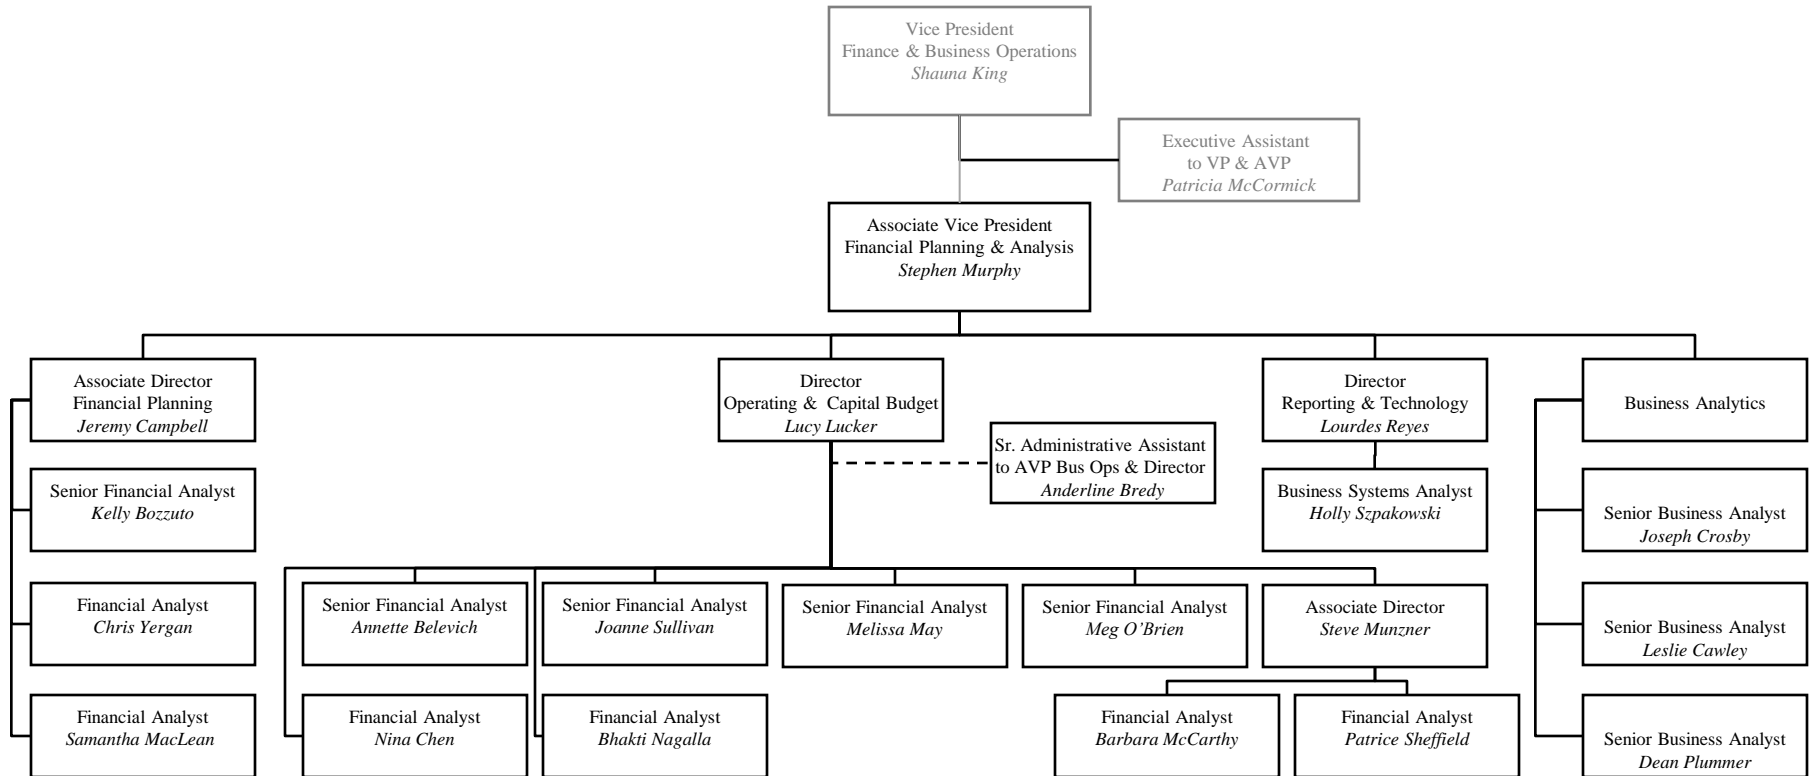 Vice President
Finance & Business Operations
Shauna King
Executive Assistant
to VP & AVP
Patricia McCormick
Associate Vice President
Financial Planning & Analysis
Stephen Murphy
Associate Director
Financial Planning
Jeremy Campbell
Director
Operating & Capital Budget
Lucy Lucker
Director
Reporting & Technology
Lourdes Reyes
Business Analytics
Sr. Administrative Assistant
to AVP Bus Ops & Director
Anderline Bredy
Senior Financial Analyst
Kelly Bozzuto
Business Systems Analyst
Holly Szpakowski
Senior Business Analyst
Joseph Crosby
Financial Analyst
Chris Yergan
Senior Financial Analyst
Annette Belevich
Senior Financial Analyst
Joanne Sullivan
Senior Financial Analyst
Melissa May
Senior Financial Analyst
Meg O’Brien
Associate Director
Steve Munzner
Senior Business Analyst
Leslie Cawley
Financial Analyst
Samantha MacLean
Financial Analyst
Nina Chen
Financial Analyst
Bhakti Nagalla
Financial Analyst
Barbara McCarthy
Financial Analyst
Patrice Sheffield
Senior Business Analyst
Dean Plummer